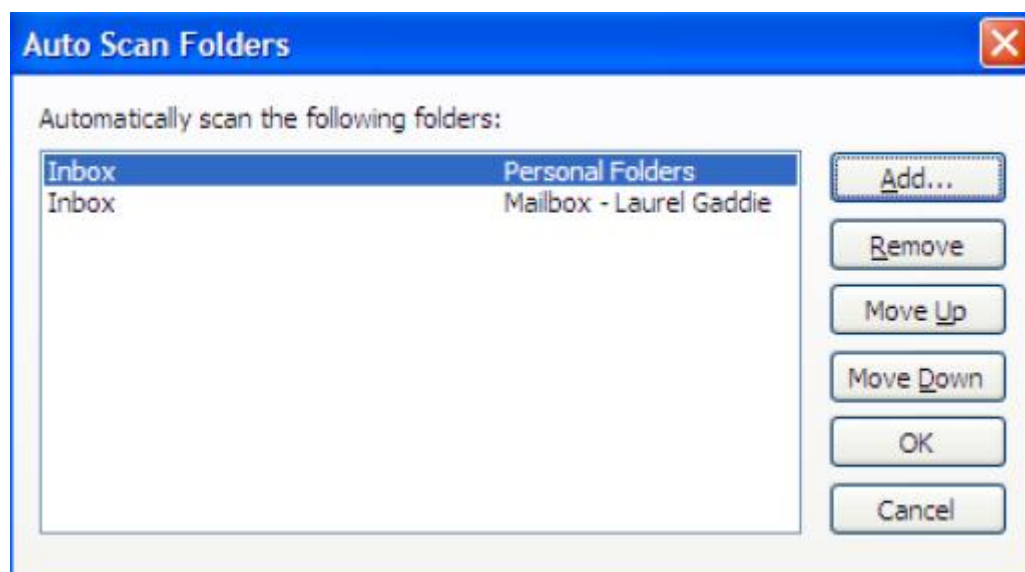 Auto Scan Folders
Automatically scan the following folders:
Inbox Personal Folders
Inbox Mailbox - Laurel Gaddie
Add...
Remove
Move Up
Move Down
OK
Cancel